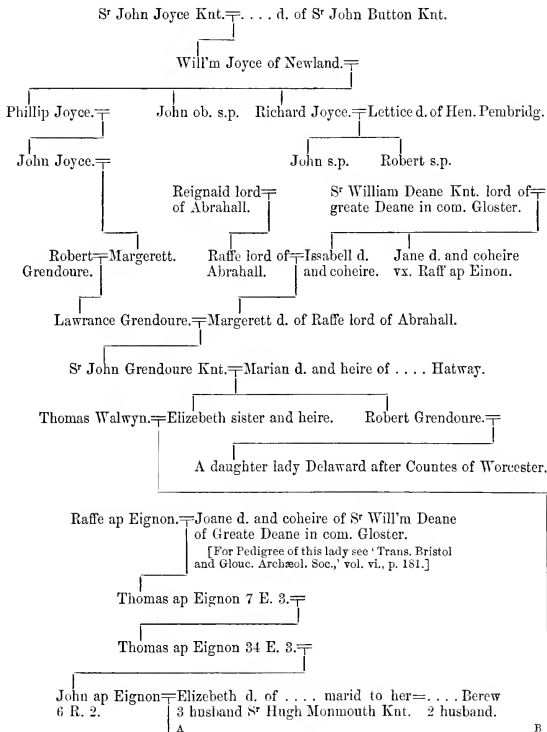 Sʳ John Joyce Knt.╤. . . . d. of Sʳ John Button Knt.
Will'm Joyce of Newland.╤
Phillip Joyce.╤ John ob. s.p. Richard Joyce.╤Lettice d. of Hen. Pembridg.
John Joyce.╤ John s.p. Robert s.p.
Reignald lord╤ Sʳ William Deane Knt. lord of╤
of Abrahall. greate Deane in com. Gloster.
Robert╤Margerett. Raffe lord of╤Issabell d. Jane d. and coheire
Grendoure. Abrahall. and coheire. vx. Raff ap Einon.
Lawrance Grendoure.╤Margerett d. of Raffe lord of Abrahall.
Sʳ John Grendoure Knt.╤Marian d. and heire of . . . . Hatway.
Thomas Walwyn.╤Elizebeth sister and heire. Robert Grendoure.╤
A daughter lady Delaward after Countes of Worcester.
Raffe ap Eignon.╤Joane d. and coheire of Sʳ Will'm Deane
of Greate Deane in com. Gloster.
[For Pedigree of this lady see 'Trans. Bristol
and Glouc. Archæol. Soc.,' vol. vi., p. 181.]
Thomas ap Eignon 7 E. 3.╤
Thomas ap Eignon 34 E. 3.╤
John ap Eignon╤Elizebeth d. of . . . . marid to her=. . . . Berew
6 R. 2. 3 husband Sʳ Hugh Monmouth Knt. 2 husband.
A B